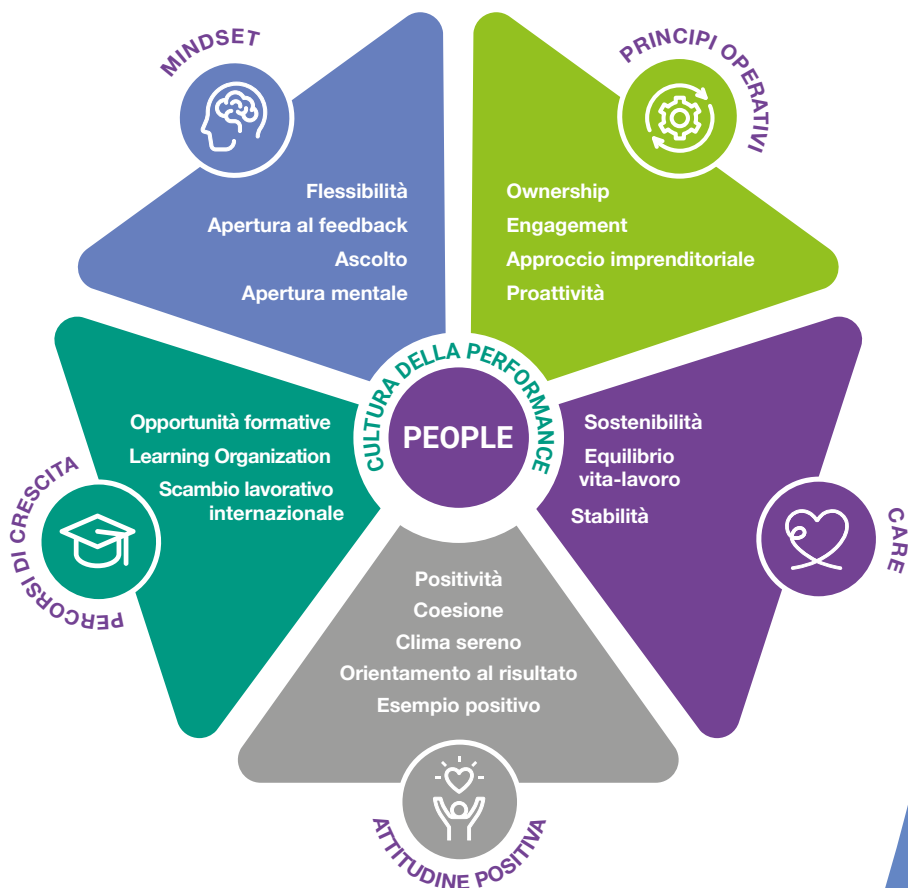 MINDSET
Flessibilità
Apertura al feedback
Ascolto
Apertura mentale
PRINCIPI OPERATIVI
Ownership
Engagement
Approccio imprenditoriale
Proattività
CULTURA DELLA PERFORMANCE
PEOPLE
PERCORSI DI CRESCITA
Opportunità formative
Learning Organization
Scambio lavorativo
internazionale
CARE
Sostenibilità
Equilibrio
vita-lavoro
Stabilità
Positività
Coesione
Clima sereno
Orientamento al risultato
Esempio positivo
ATTITUDINE POSITIVA